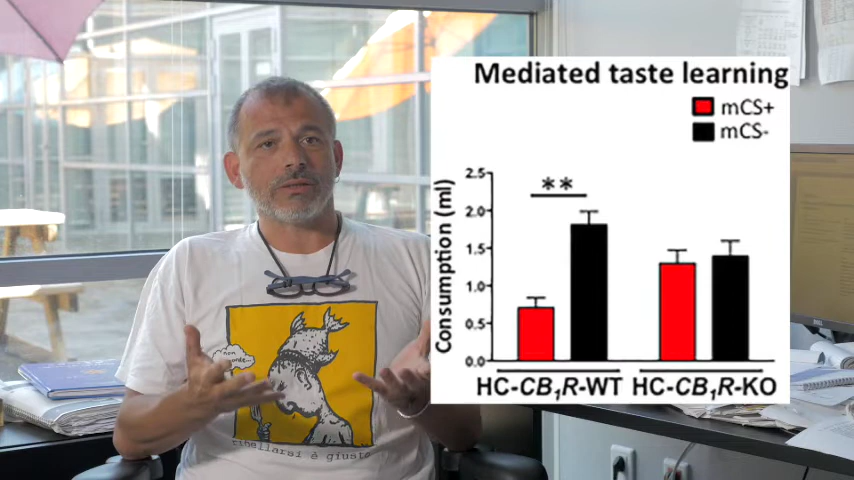 Mediated taste learning
mCS+
mCS-
Consumption (ml)
2.5
2.0
1.5
1.0
0.5
0.0
**
HC-CB₁R-WT
HC-CB₁R-KO
non
ribellarsi è giusto